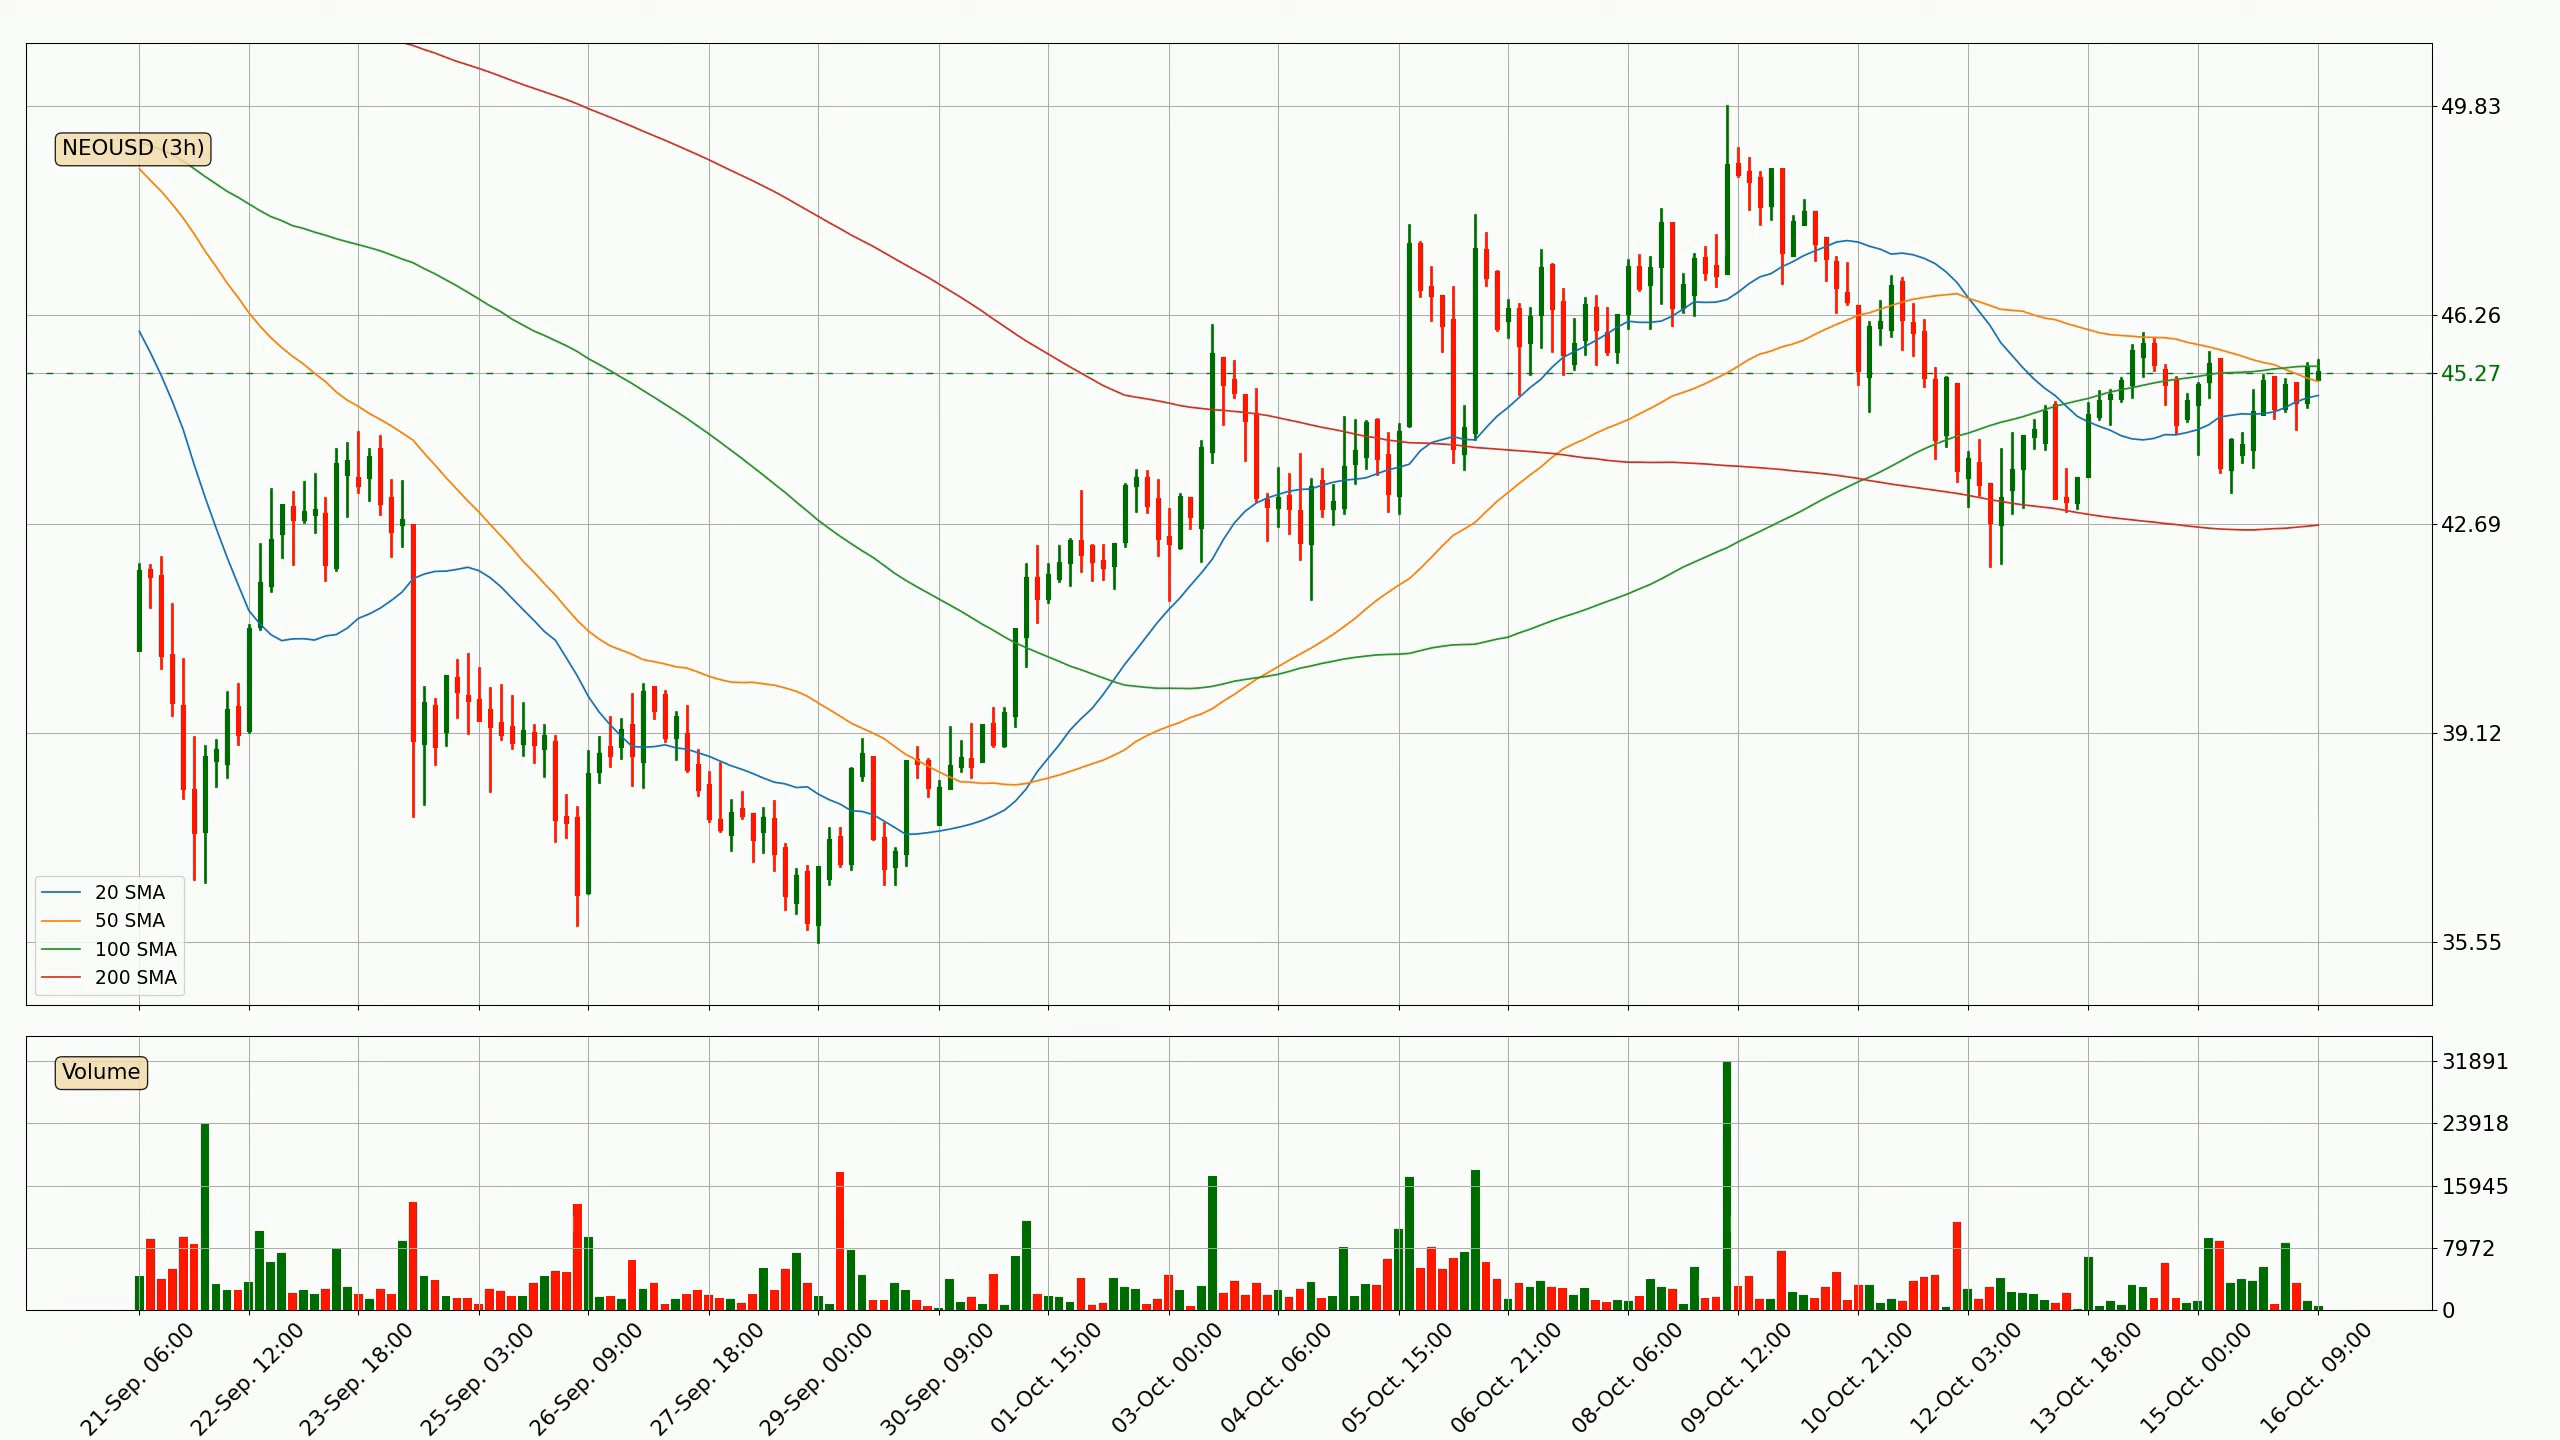 NEOUSD (3h)
49.83
46.26
45.27
42.69
39.12
35.55
20 SMA
50 SMA
100 SMA
200 SMA
Volume
31891
23918
15945
7972
0
21-Sep. 06:00
22-Sep. 12:00
23-Sep. 18:00
25-Sep. 03:00
26-Sep. 09:00
27-Sep. 18:00
29-Sep. 00:00
30-Sep. 09:00
01-Oct. 15:00
03-Oct. 00:00
04-Oct. 06:00
05-Oct. 15:00
06-Oct. 21:00
08-Oct. 06:00
09-Oct. 12:00
10-Oct. 21:00
12-Oct. 03:00
13-Oct. 18:00
15-Oct. 00:00
16-Oct. 09:00